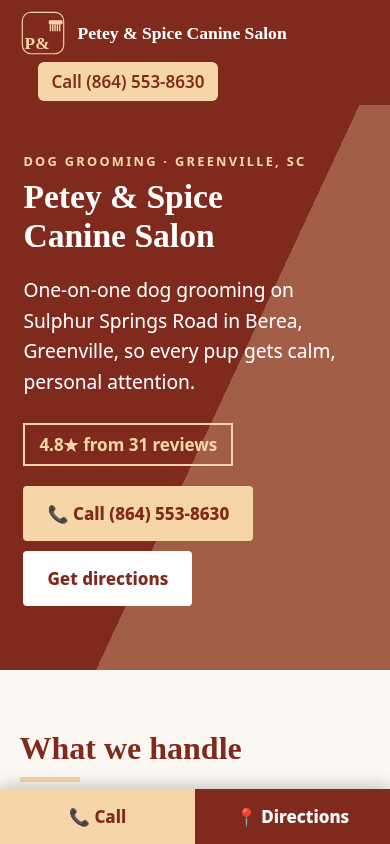 P&
Petey & Spice Canine Salon
Call (864) 553-8630
DOG GROOMING · GREENVILLE, SC
Petey & Spice
Canine Salon
One-on-one dog grooming on
Sulphur Springs Road in Berea,
Greenville, so every pup gets calm,
personal attention.
4.8★ from 31 reviews
📞 Call (864) 553-8630
Get directions
What we handle
📞 Call
📍 Directions